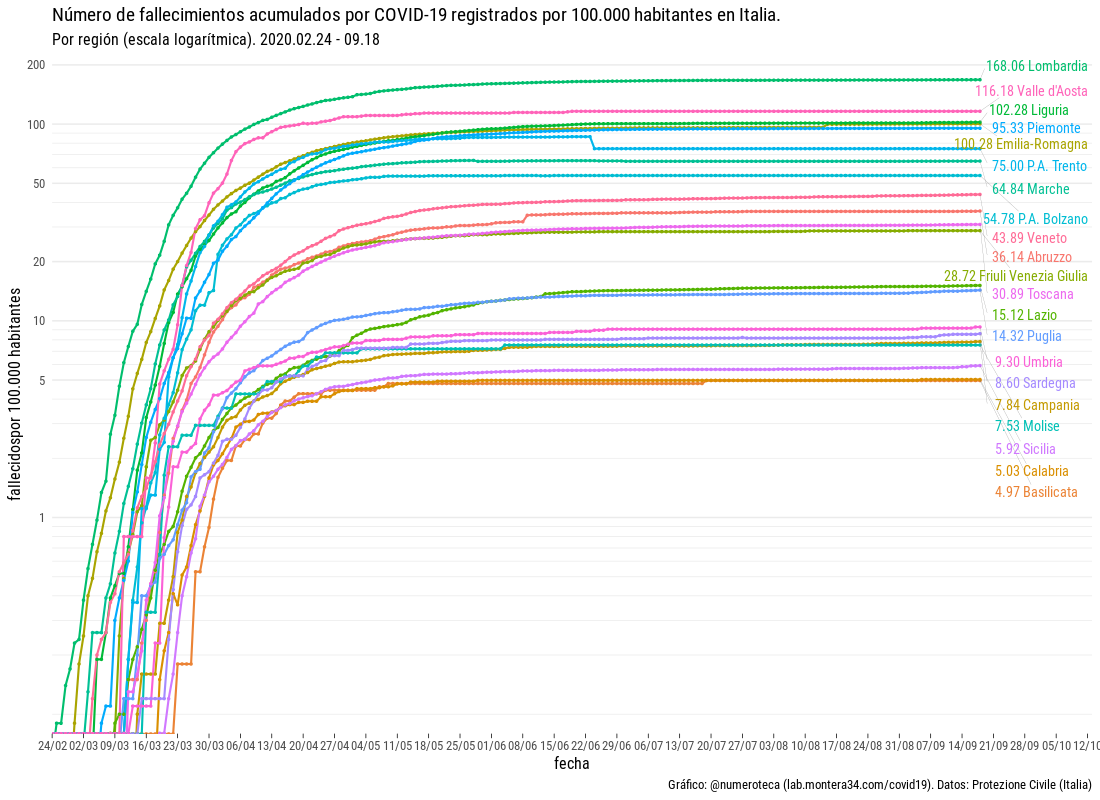 Número de fallecimientos acumulados por COVID-19 registrados por 100.000 habitantes en Italia.
Por región (escala logarítmica). 2020.02.24 - 09.18
fallecidospor 100.000 habitantes
200
100
50
20
10
5
1
168.06 Lombardia
116.18 Valle d'Aosta
102.28 Liguria
95.33 Piemonte
100.28 Emilia-Romagna
75.00 P.A. Trento
64.84 Marche
54.78 P.A. Bolzano
43.89 Veneto
36.14 Abruzzo
28.72 Friuli Venezia Giulia
30.89 Toscana
15.12 Lazio
14.32 Puglia
9.30 Umbria
8.60 Sardegna
7.84 Campania
7.53 Molise
5.92 Sicilia
5.03 Calabria
4.97 Basilicata
24/02 02/03 09/03 16/03 23/03 30/03 06/04 13/04 20/04 27/04 04/05 11/05 18/05 25/05 01/06 08/06 15/06 22/06 29/06 06/07 13/07 20/07 27/07 03/08 10/08 17/08 24/08 31/08 07/09 14/09 21/09 28/09 05/10 12/10
fecha
Gráfico: @numeroteca (lab.montera34.com/covid19). Datos: Protezione Civile (Italia)